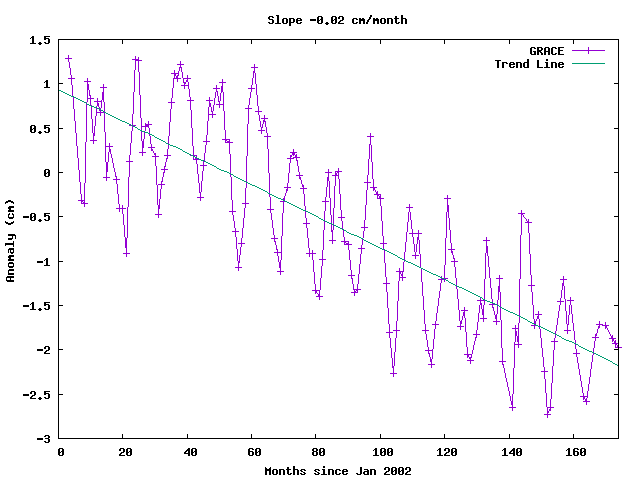 Slope -0.02 cm/month
GRACE
Trend Line
1.5
1
0.5
0
-0.5
-1
-1.5
-2
-2.5
-3
Anomaly (cm)
0 20 40 60 80 100 120 140 160
Months since Jan 2002